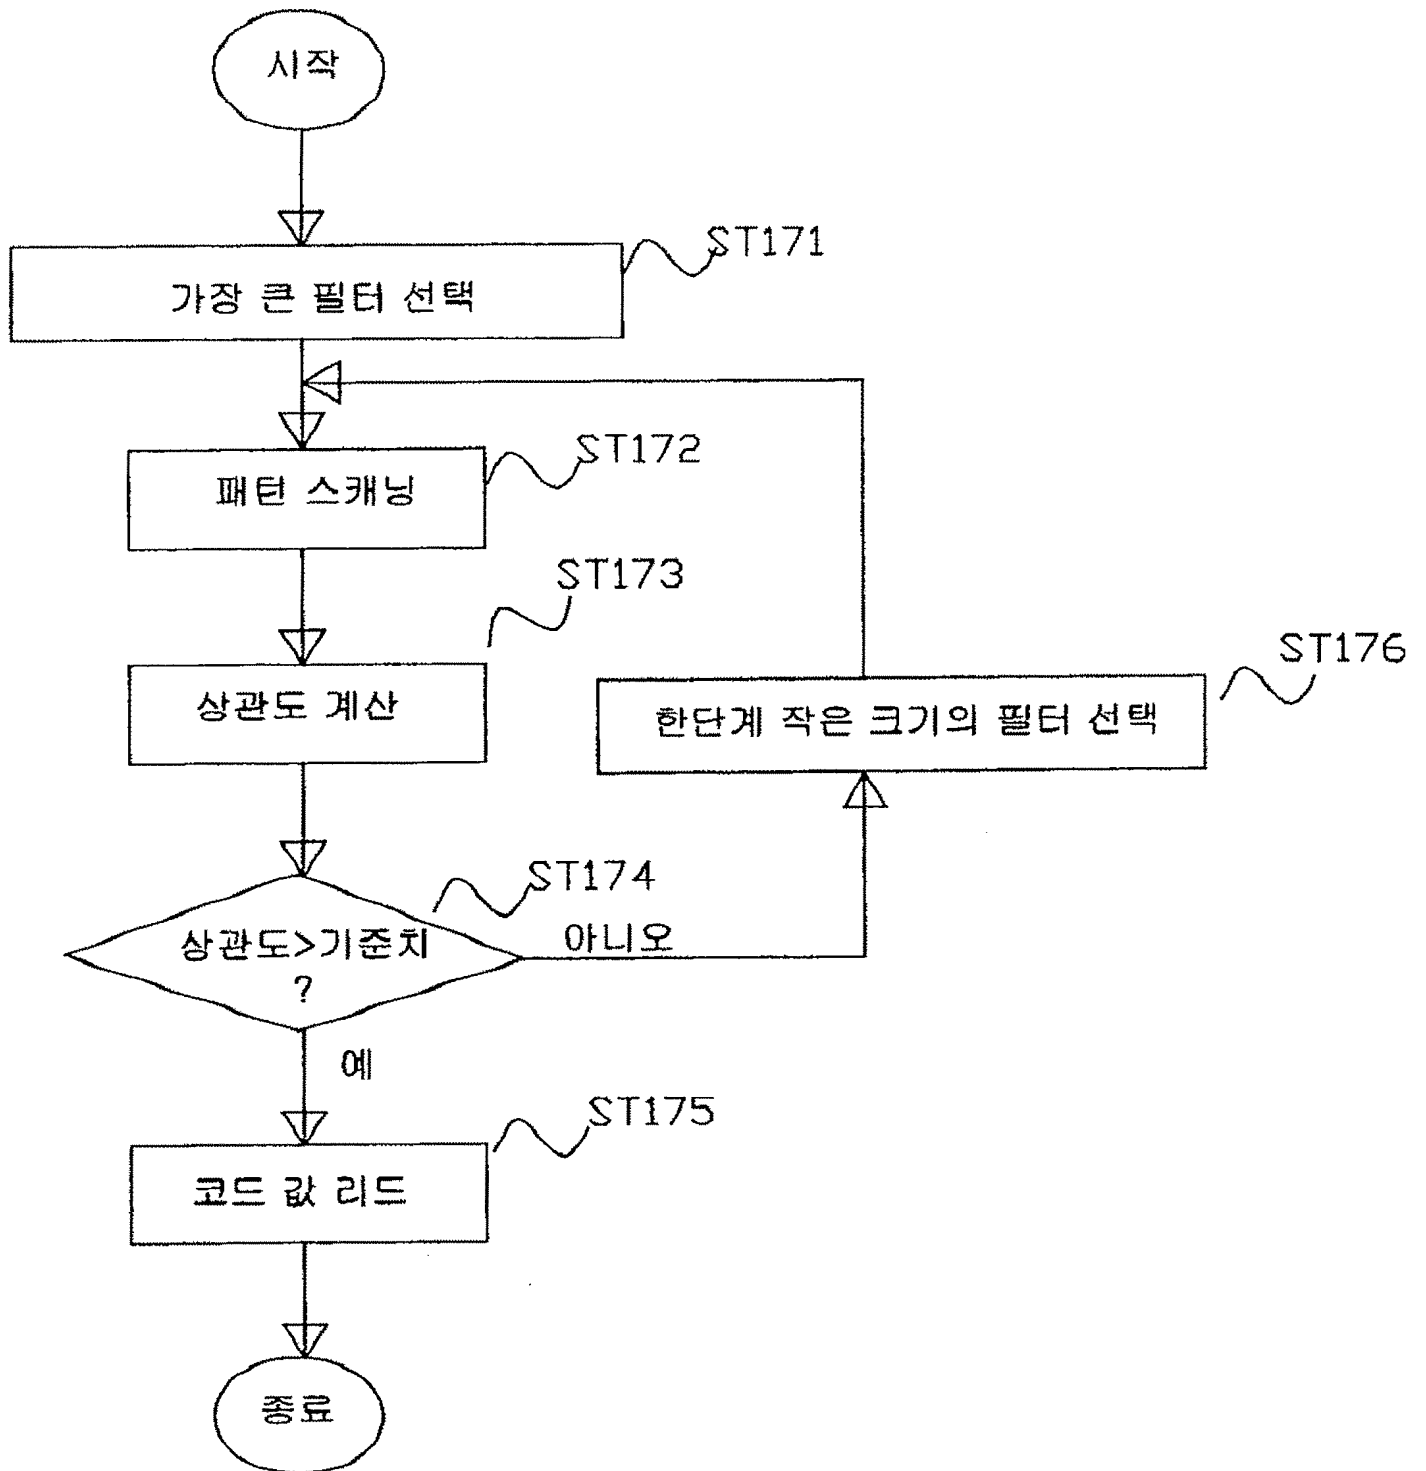 시작
ST171
가장 큰 필터 선택
ST172
패턴 스캐닝
ST173
상관도 계산
ST176
한단계 작은 크기의 필터 선택
ST174
상관도>기준치
?
아니오
예
ST175
코드 값 리드
종료